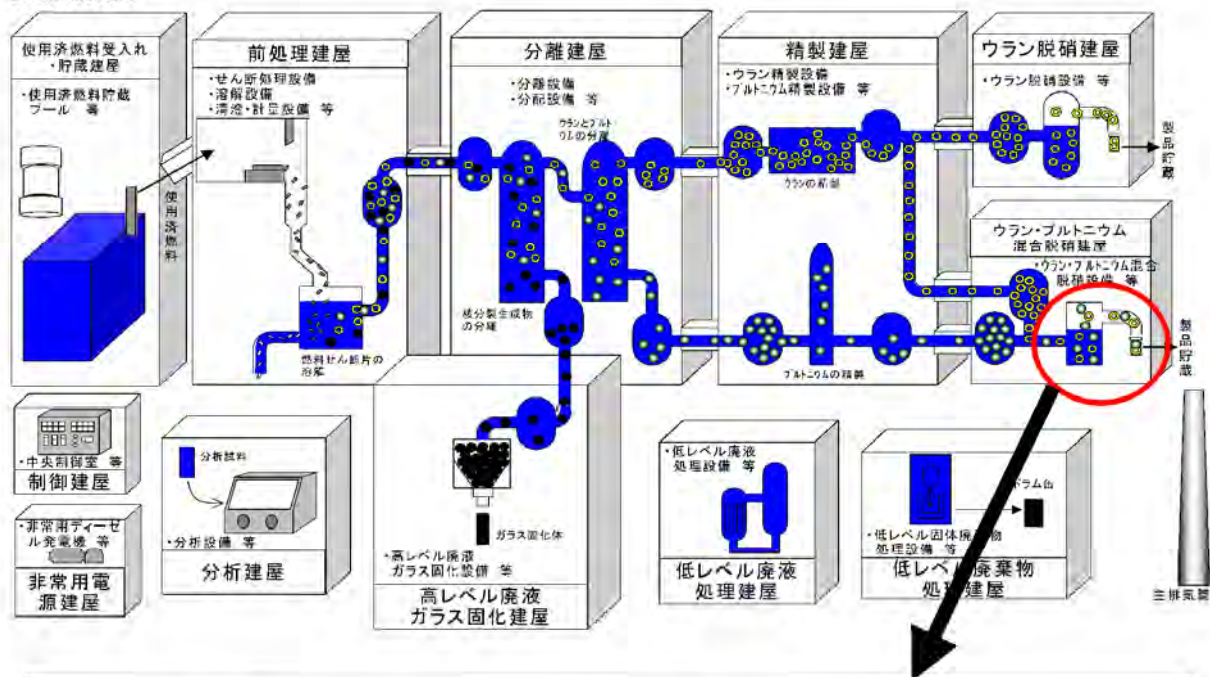 使用済燃料受入れ
・貯蔵建屋
・使用済燃料貯蔵
プール 等
使用済燃料
前処理建屋
・せん断処理設備
・溶解設備
・清澄・計量設備 等
燃料せん断片の
溶解
分離建屋
・分離設備
・分配設備 等
ウランとプルト
ニウムの分離
核分裂生成物
の分離
精製建屋
・ウラン精製設備
・プルトニウム精製設備 等
ウランの精製
プルトニウムの精製
ウラン脱硝建屋
・ウラン脱硝設備 等
製品貯蔵
ウラン・プルトニウム
混合脱硝建屋
・ウラン・プルトニウム混合
脱硝設備 等
製品貯蔵
・中央制御室 等
制御建屋
・非常用ディーゼ
ル発電機 等
非常用電
源建屋
分析試料
・分析設備 等
分析建屋
ガラス固化体
・高レベル廃液
ガラス固化設備 等
高レベル廃液
ガラス固化建屋
・低レベル廃液
処理設備 等
低レベル廃液
処理建屋
ドラム缶
・低レベル固体廃棄物
処理設備 等
低レベル廃棄物
処理建屋
主排気筒